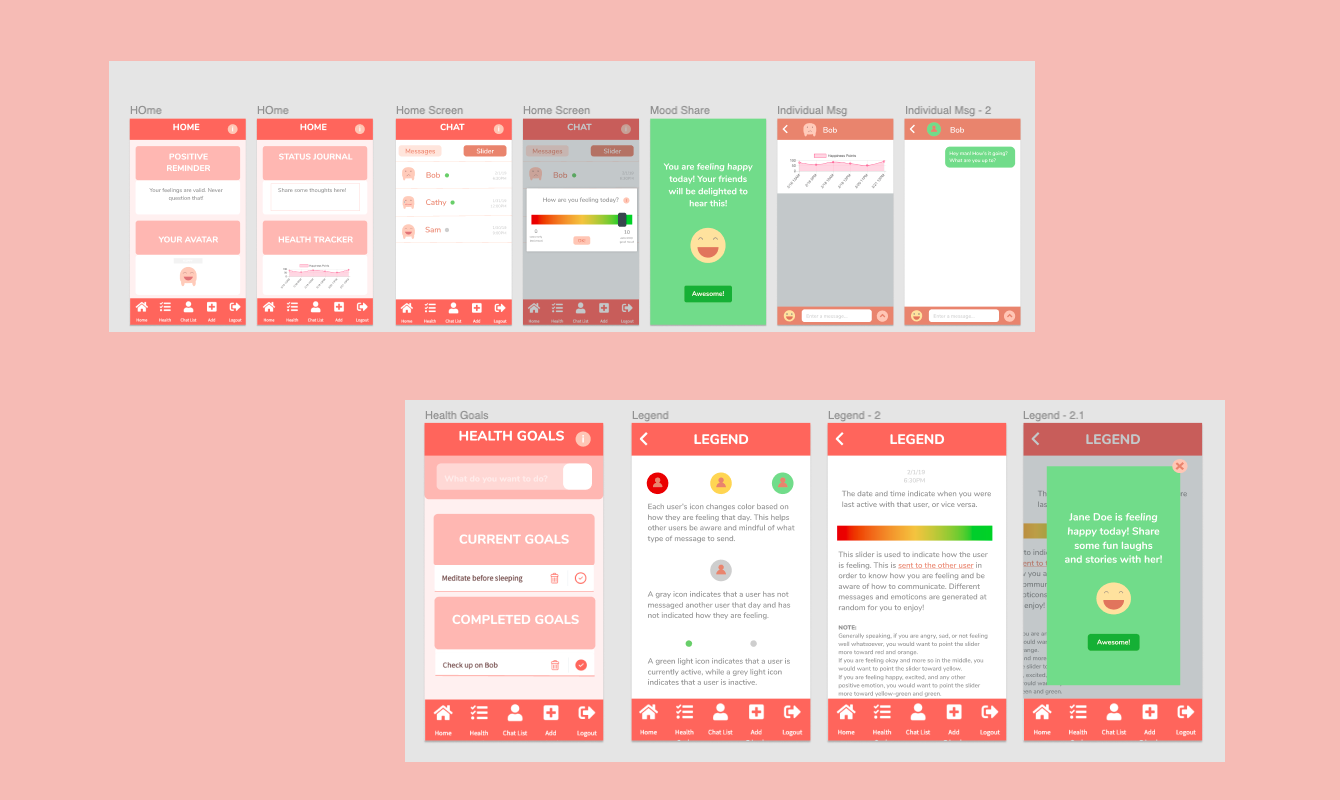 HOme
HOME
i
POSITIVE
REMINDER
Your feelings are valid. Never
question that!
YOUR AVATAR
Home Health Chat List Add Logout
HOme
HOME
i
STATUS JOURNAL
Share some thoughts here!
HEALTH TRACKER
Happiness Points
Home Health Chat List Add Logout
Home Screen
CHAT
i
Messages Slider
Bob
Cathy
Sam
Home Health Chat List Add Logout
Home Screen
CHAT
i
Messages Slider
Bob
How are you feeling today?
0 10
OK
Home Health Chat List Add Logout
Mood Share
You are feeling happy
today! Your friends
will be delighted to
hear this!
Awesome!
Individual Msg
Bob
Happiness Points
100
50
0
Enter a message...
Individual Msg - 2
Bob
Hey man! How's it going?
What are you up to?
Enter a message...
Health Goals
HEALTH GOALS
i
What do you want to do?
CURRENT GOALS
Meditate before sleeping
COMPLETED GOALS
Check up on Bob
Home Health Chat List Add Logout
Legend
LEGEND
Each user's icon changes color based on
how they are feeling that day. This helps
other users be aware and mindful of what
type of message to send.
A gray icon indicates that a user has not
messaged another user that day and has
not indicated how they are feeling.
A green light icon indicates that a user is
currently active, while a grey light icon
indicates that a user is inactive.
Home Health Chat List Add Logout
Legend - 2
LEGEND
2/1/19
6:39PM
The date and time indicate when you were
last active with that user, or vice versa.
This slider is used to indicate how the user
is feeling. This is sent to the other user in
order to know how you are feeling and be
aware of how to communicate. Different
messages and emoticons are generated at
random for you to enjoy!
NOTE:
Generally speaking, if you are angry, sad, or not feeling
well whatsoever, you would want to point the slider
more toward red and orange.
If you are feeling okay and more so in the middle, you
would want to point the slider toward yellow.
If you are feeling happy, excited, and any other
positive emotion, you would want to point the slider
more toward yellow-green and green.
Home Health Chat List Add Logout
Legend - 2.1
LEGEND
Jane Doe is feeling
happy today! Share
some fun laughs
and stories with her!
Awesome!
Home Health Chat List Add Logout